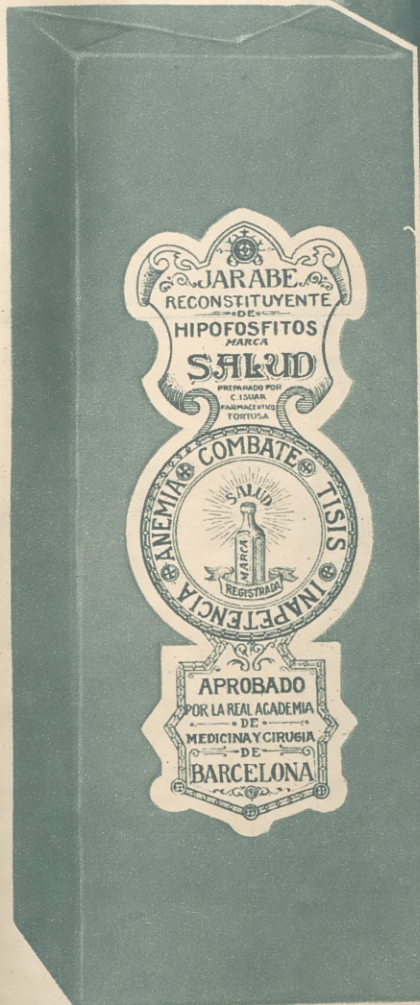 JARABE
RECONSTITUYENTE
DE
HIPOFOSFITOS
MARCA
SALUD
PREPARADO POR
C. ISUAR
FARMACEUTICO
TORTOSA
COMBATE
ANEMIA
TISIS
INAPETENCIA
SALUD
MARCA
REGISTRADA
APROBADO
POR LA REAL ACADEMIA
DE
MEDICINA Y CIRUGIA
DE
BARCELONA